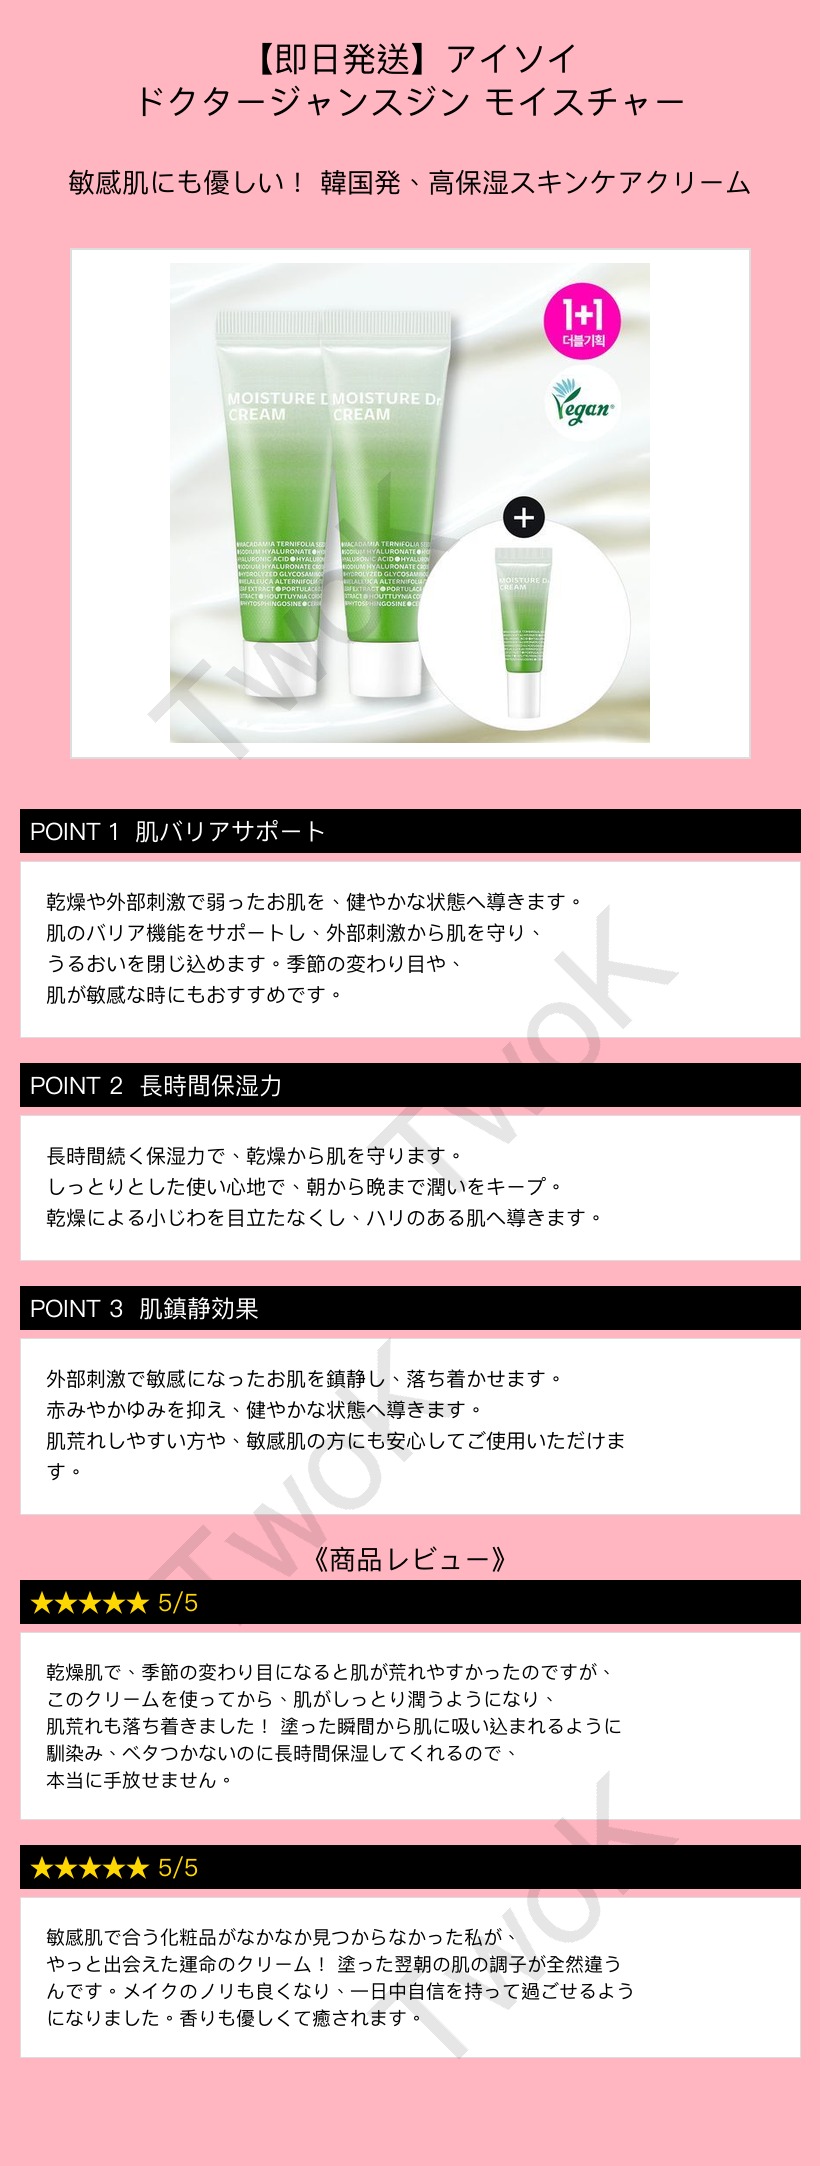 【即日発送】アイソイ
ドクタージャンスジン モイスチャー
敏感肌にも優しい！ 韓国発、高保湿スキンケアクリーム
1+1
더블기획
Vegan
MOISTURE D
CREAM
MOISTURE Dr.
CREAM
MACADAMIA TERNIFOLIA SEED
SODIUM HYALURONATE
HYALURONIC ACID
SODIUM HYALURONATE CRO
HYDROLYZED GLYCOSAMINO
MELALEUCA ALTERNIFOLIA
LEAF EXTRACT PORTULACA
EXTRACT HOUTTUYNIA CORD
PHYTOSPHINGOSINE
+
MOISTURE Dr.
CREAM
TwoK
POINT 1 肌バリアサポート
乾燥や外部刺激で弱ったお肌を、健やかな状態へ導きます。
肌のバリア機能をサポートし、外部刺激から肌を守り、
うるおいを閉じ込めます。季節の変わり目や、
肌が敏感な時にもおすすめです。
TwoK
POINT 2 長時間保湿力
長時間続く保湿力で、乾燥から肌を守ります。
しっとりとした使い心地で、朝から晩まで潤いをキープ。
乾燥による小じわを目立たなくし、ハリのある肌へ導きます。
POINT 3 肌鎮静効果
外部刺激で敏感になったお肌を鎮静し、落ち着かせます。
赤みやかゆみを抑え、健やかな状態へ導きます。
肌荒れしやすい方や、敏感肌の方にも安心してご使用いただけま
す。
TwoK
《商品レビュー》
★★★★★ 5/5
乾燥肌で、季節の変わり目になると肌が荒れやすかったのですが、
このクリームを使ってから、肌がしっとり潤うようになり、
肌荒れも落ち着きました！ 塗った瞬間から肌に吸い込まれるように
馴染み、ベタつかないのに長時間保湿してくれるので、
本当に手放せません。
★★★★★ 5/5
敏感肌で合う化粧品がなかなか見つからなかった私が、
やっと出会えた運命のクリーム！ 塗った翌朝の肌の調子が全然違う
んです。メイクのノリも良くなり、一日中自信を持って過ごせるよう
になりました。香りも優しくて癒されます。
TwoK